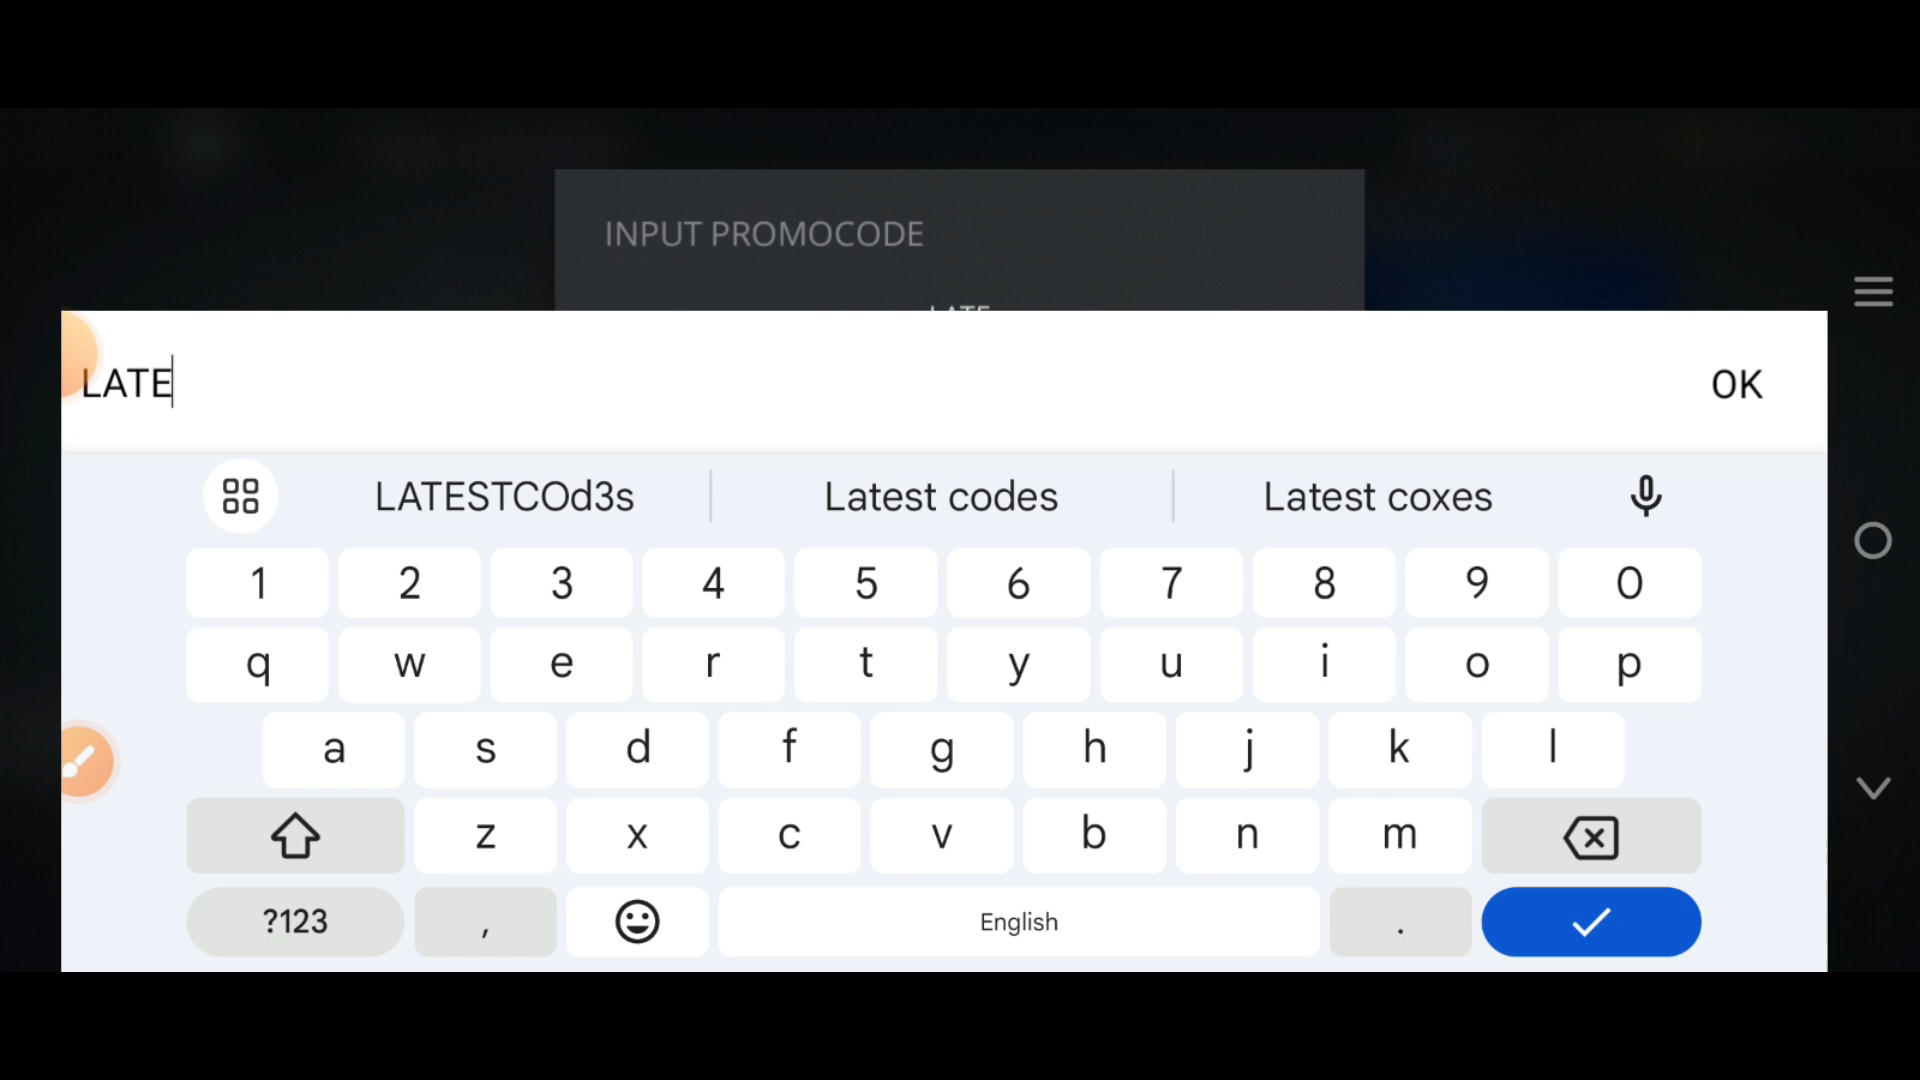 INPUT PROMOCODE
LATE
LATE
OK
LATESTCOd3s Latest codes Latest coxes
1 2 3 4 5 6 7 8 9 0
q w e r t y u i o p
a s d f g h j k l
z x c v b n m
?123 , English .